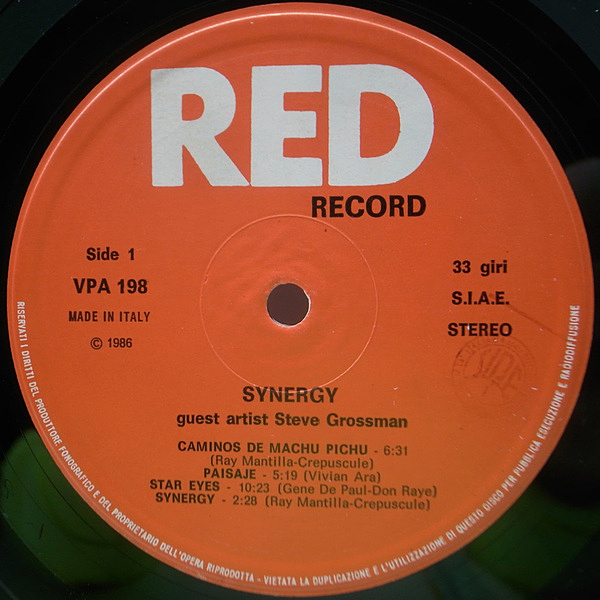 RED
RECORD
Side 1
VPA 198
MADE IN ITALY
© 1986
33 giri
S.I.A.E.
STEREO
SYNERGY
guest artist Steve Grossman
CAMINOS DE MACHU PICHU - 6:31
(Ray Mantilla-Crepuscule)
PAISAJE - 5:19 (Vivian Ara)
STAR EYES - 10:23 (Gene De Paul-Don Raye)
SYNERGY - 2:28 (Ray Mantilla-Crepuscule)
RISERVATI I DIRITTI DEL PRODUTTORE FONOGRAFICO E DEL PROPRIETARIO DELL'OPERA RIPRODOTTA - VIETATA LA DUPLICAZIONE E L'UTILIZZAZIONE DI QUESTO DISCO PER PUBBLICA ESECUZIONE E RADIODIFFUSIONE